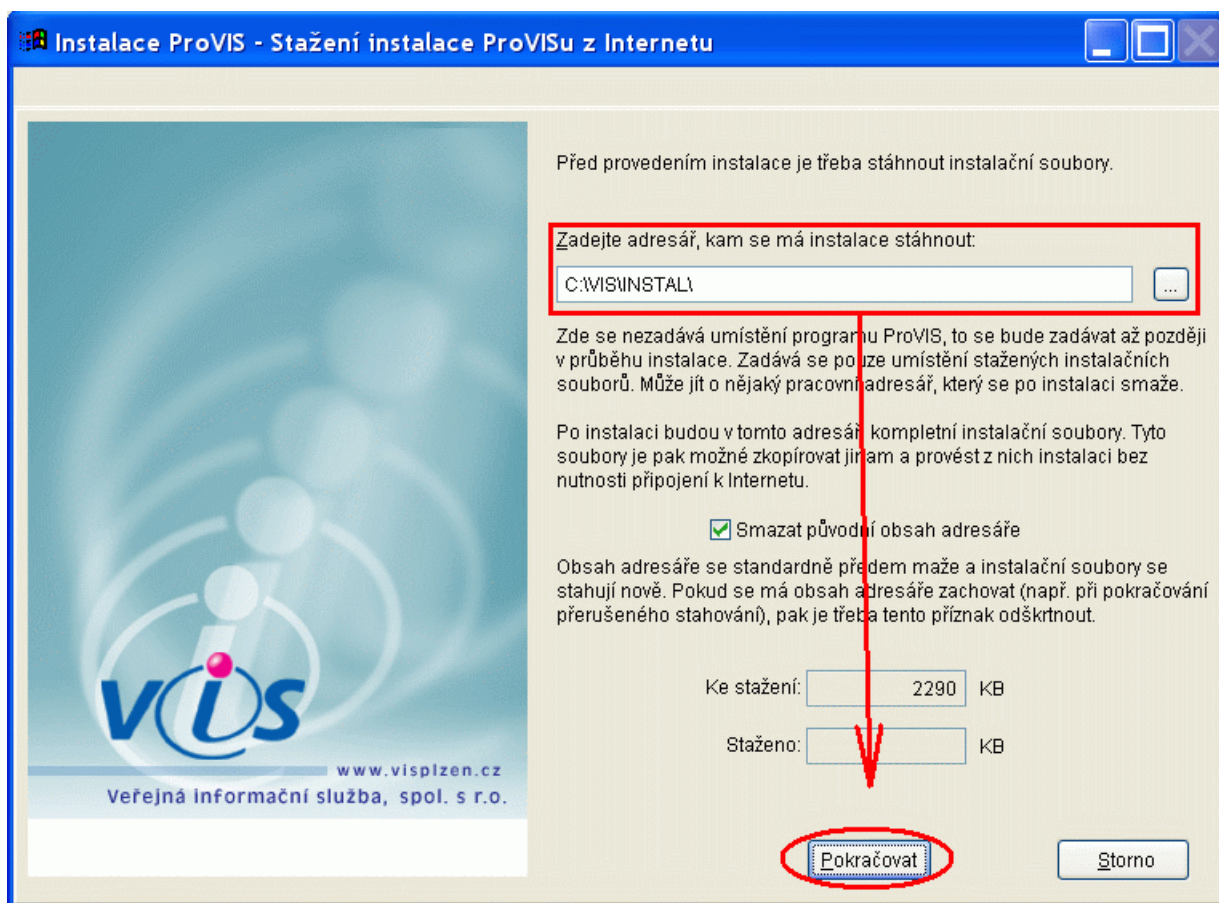 Instalace ProVIS - Stažení instalace ProVISu z Internetu
Před provedením instalace je třeba stáhnout instalační soubory.
Zadejte adresář, kam se má instalace stáhnout:
C:\VIS\INSTAL\
...
Zde se nezadává umístění programu ProVIS, to se bude zadávat až později
v průběhu instalace. Zadává se pouze umístění stažených instalačních
souborů. Může jít o nějaký pracovní adresář, který se po instalaci smaže.
Po instalaci budou v tomto adresáři kompletní instalační soubory. Tyto
soubory je pak možné zkopírovat jinam a provést z nich instalaci bez
nutnosti připojení k Internetu.
Smazat původní obsah adresáře
Obsah adresáře se standardně předem maže a instalační soubory se
stahují nově. Pokud se má obsah adresáře zachovat (např. při pokračování
přerušeného stahování), pak je třeba tento příznak odškrtnout.
Ke stažení: 2290 KB
Staženo: KB
vis
www.visplzen.cz
Veřejná informační služba, spol. s r.o.
Pokračovat
Storno